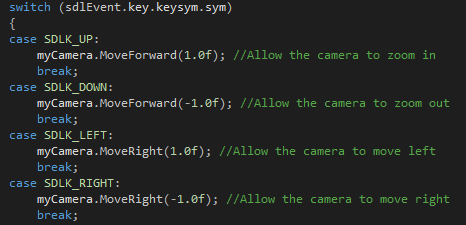 switch (sdlEvent.key.keysym.sym)
{
case SDLK_UP:
myCamera.MoveForward(1.0f); //Allow the camera to zoom in
break;
case SDLK_DOWN:
myCamera.MoveForward(-1.0f); //Allow the camera to zoom out
break;
case SDLK_LEFT:
myCamera.MoveRight(1.0f); //Allow the camera to move left
break;
case SDLK_RIGHT:
myCamera.MoveRight(-1.0f); //Allow the camera to move right
break;